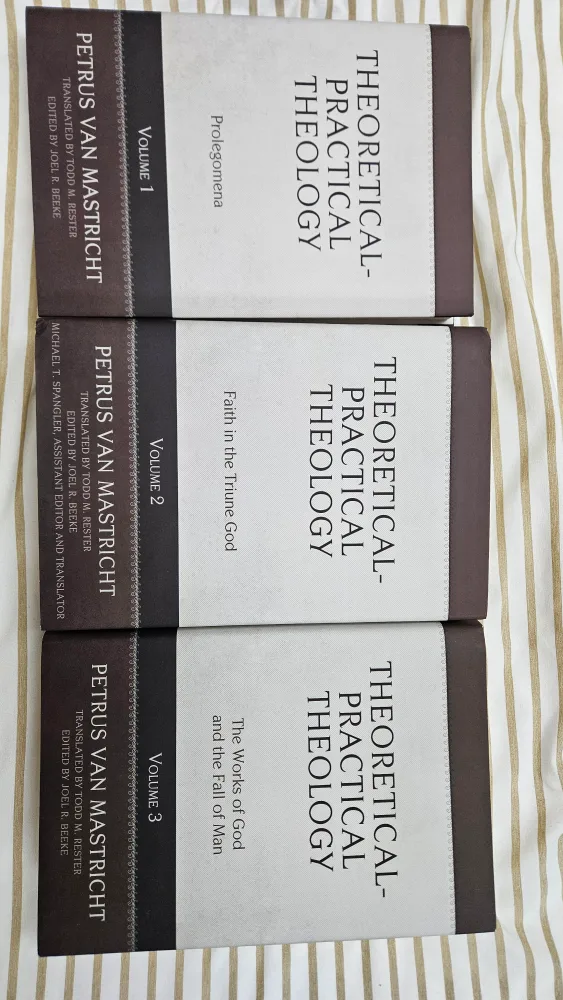 THEORETICAL-
PRACTICAL
THEOLOGY
Prolegomena
VOLUME 1
PETRUS VAN MASTRICHT
TRANSLATED BY TODD M. RESTER
EDITED BY JOEL R. BEEKE
THEORETICAL-
PRACTICAL
THEOLOGY
Faith in the Triune God
VOLUME 2
PETRUS VAN MASTRICHT
TRANSLATED BY TODD M. RESTER
EDITED BY JOEL R. BEEKE
MICHAEL T. SPANGLER, ASSISTANT EDITOR AND TRANSLATOR
THEORETICAL-
PRACTICAL
THEOLOGY
The Works of God
and the Fall of Man
VOLUME 3
PETRUS VAN MASTRICHT
TRANSLATED BY TODD M. RESTER
EDITED BY JOEL R. BEEKE